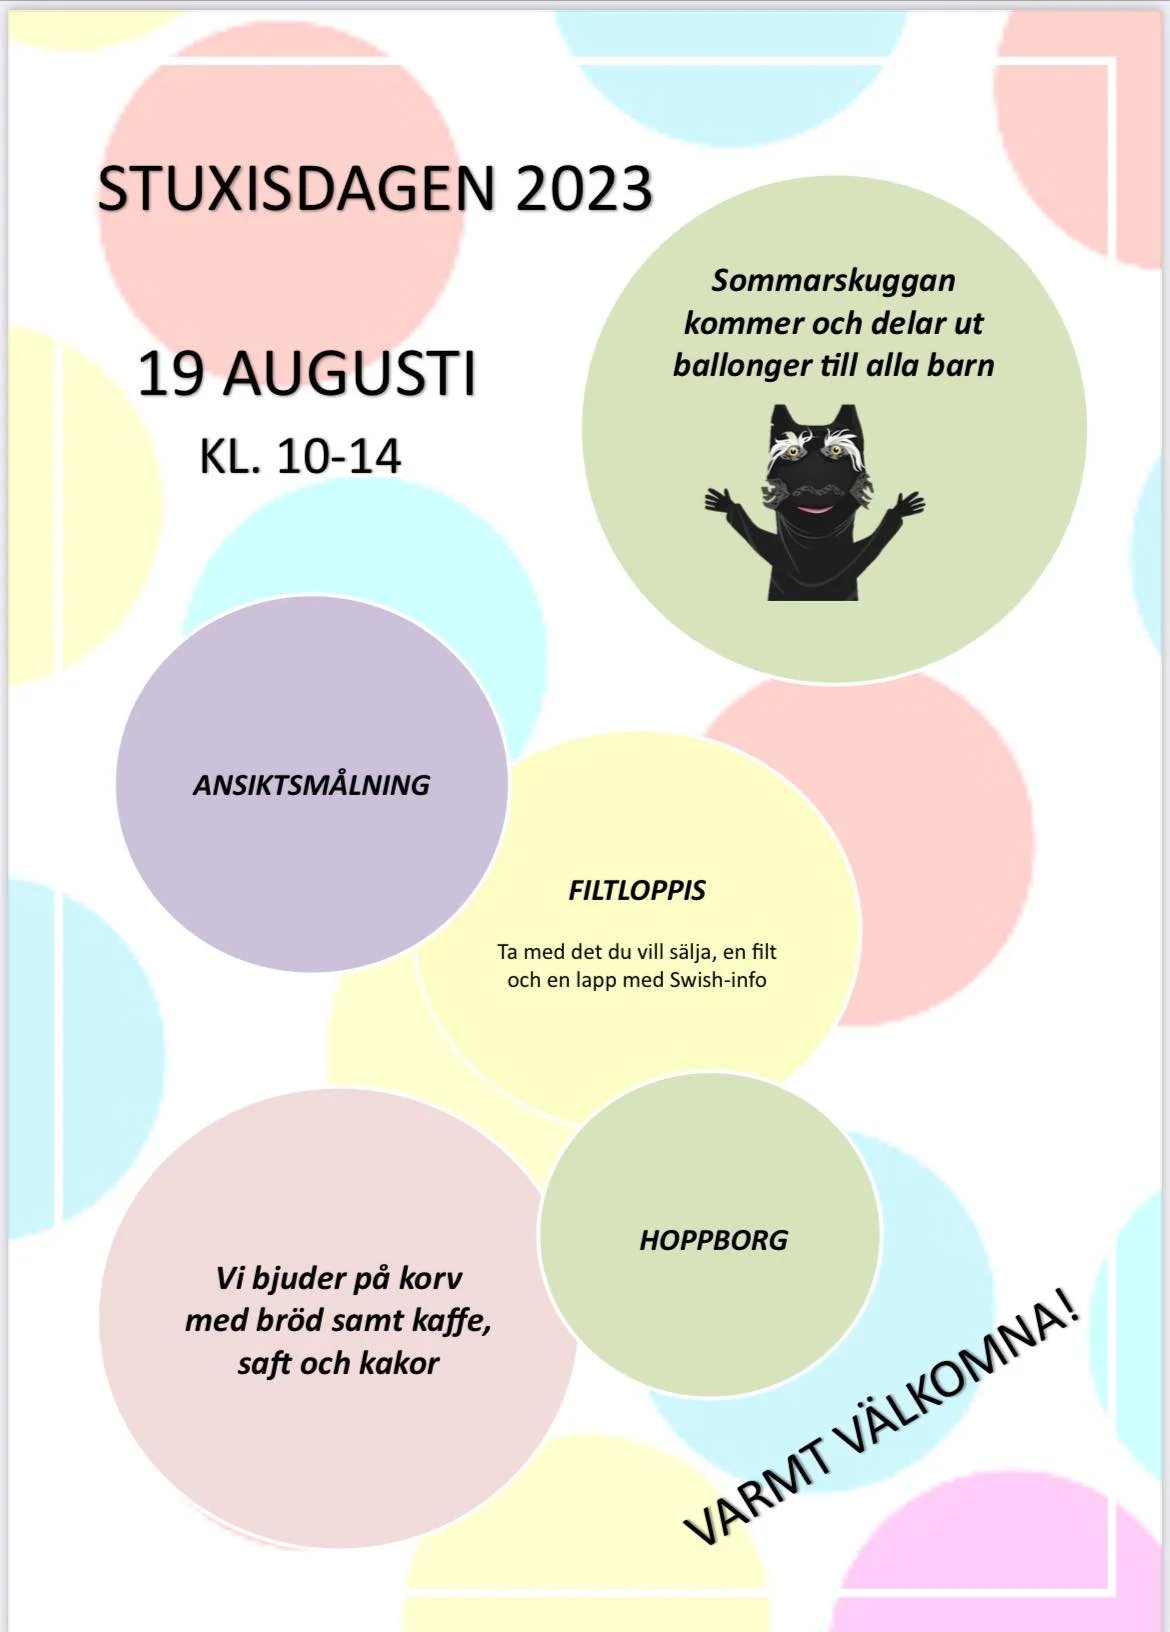 STUXISDAGEN 2023
Sommarskuggan
kommer och delar ut
ballonger till alla barn
19 AUGUSTI
KL. 10-14
ANSIKTSMÅLNING
FILTLOPPIS
Ta med det du vill sälja, en filt
och en lapp med Swish-info
HOPPBORG
Vi bjuder på korv
med bröd samt kaffe,
saft och kakor
VARMT VÄLKOMNA!